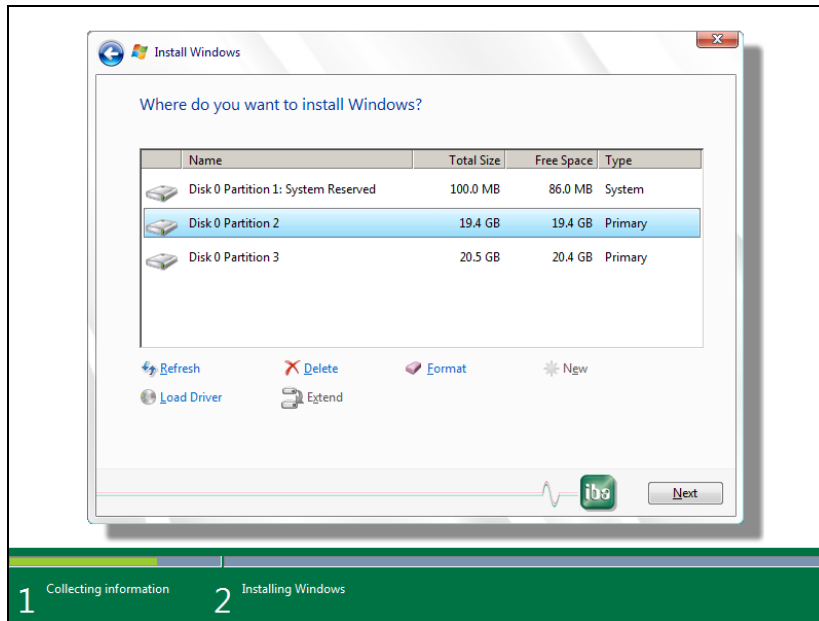 Install Windows
Where do you want to install Windows?
Name Total Size Free Space Type
Disk 0 Partition 1: System Reserved 100.0 MB 86.0 MB System
Disk 0 Partition 2 19.4 GB 19.4 GB Primary
Disk 0 Partition 3 20.5 GB 20.4 GB Primary
Refresh Delete Format New
Load Driver Extend
iba
Next
1 Collecting information 2 Installing Windows